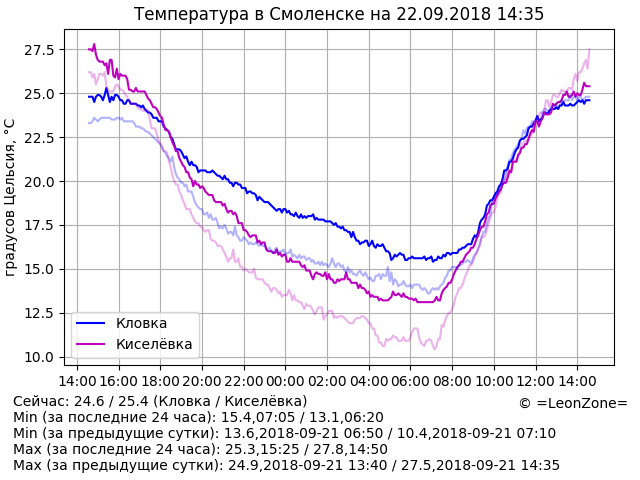 Температура в Смоленске на 22.09.2018 14:35
градусов Цельсия, °C
27.5
25.0
22.5
20.0
17.5
15.0
12.5
10.0
Кловка
Киселёвка
14:00 16:00 18:00 20:00 22:00 00:00 02:00 04:00 06:00 08:00 10:00 12:00 14:00
Сейчас: 24.6 / 25.4 (Кловка / Киселёвка)
© =LeonZone=
Min (за последние 24 часа): 15.4,07:05 / 13.1,06:20
Min (за предыдущие сутки): 13.6,2018-09-21 06:50 / 10.4,2018-09-21 07:10
Max (за последние 24 часа): 25.3,15:25 / 27.8,14:50
Max (за предыдущие сутки): 24.9,2018-09-21 13:40 / 27.5,2018-09-21 14:35